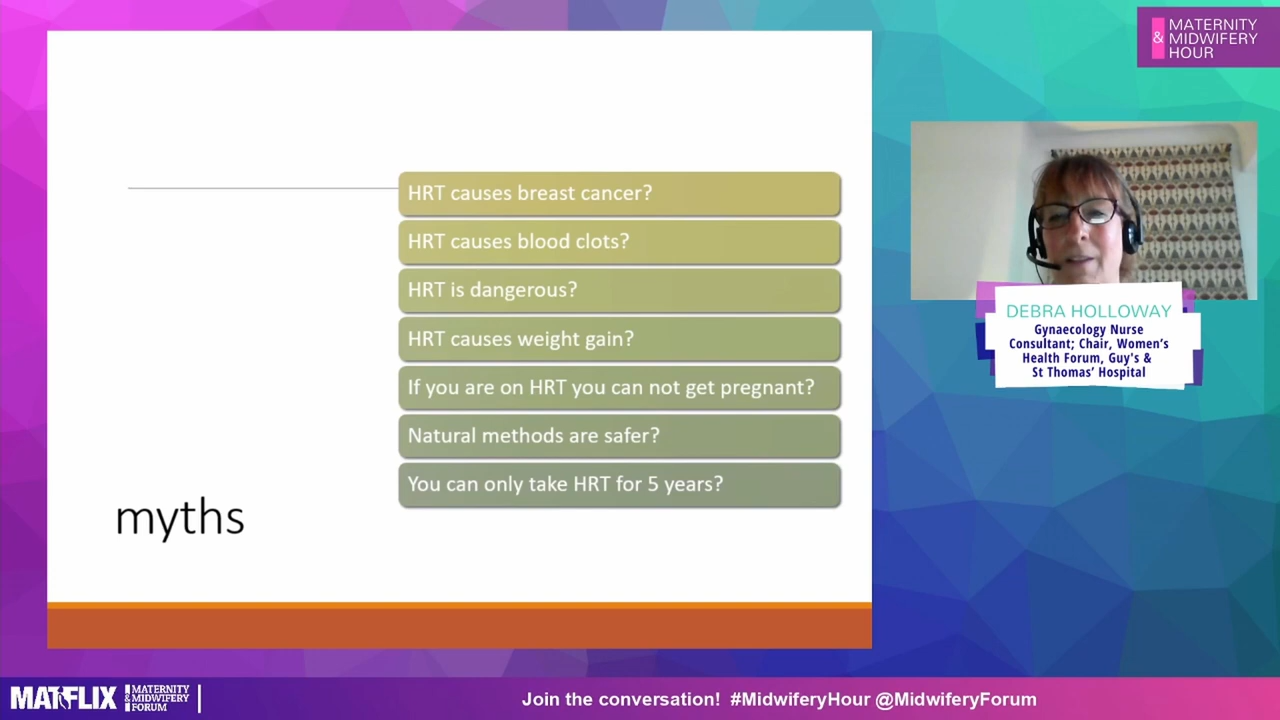 MATERNITY
& MIDWIFERY
HOUR
HRT causes breast cancer?
HRT causes blood clots?
HRT is dangerous?
HRT causes weight gain?
If you are on HRT you can not get pregnant?
Natural methods are safer?
You can only take HRT for 5 years?
myths
DEBRA HOLLOWAY
Gynaecology Nurse
Consultant; Chair, Women's
Health Forum, Guy's &
St Thomas' Hospital
MATFLIX
MATERNITY
&MIDWIFERY
FORUM
Join the conversation! #MidwiferyHour @MidwiferyForum